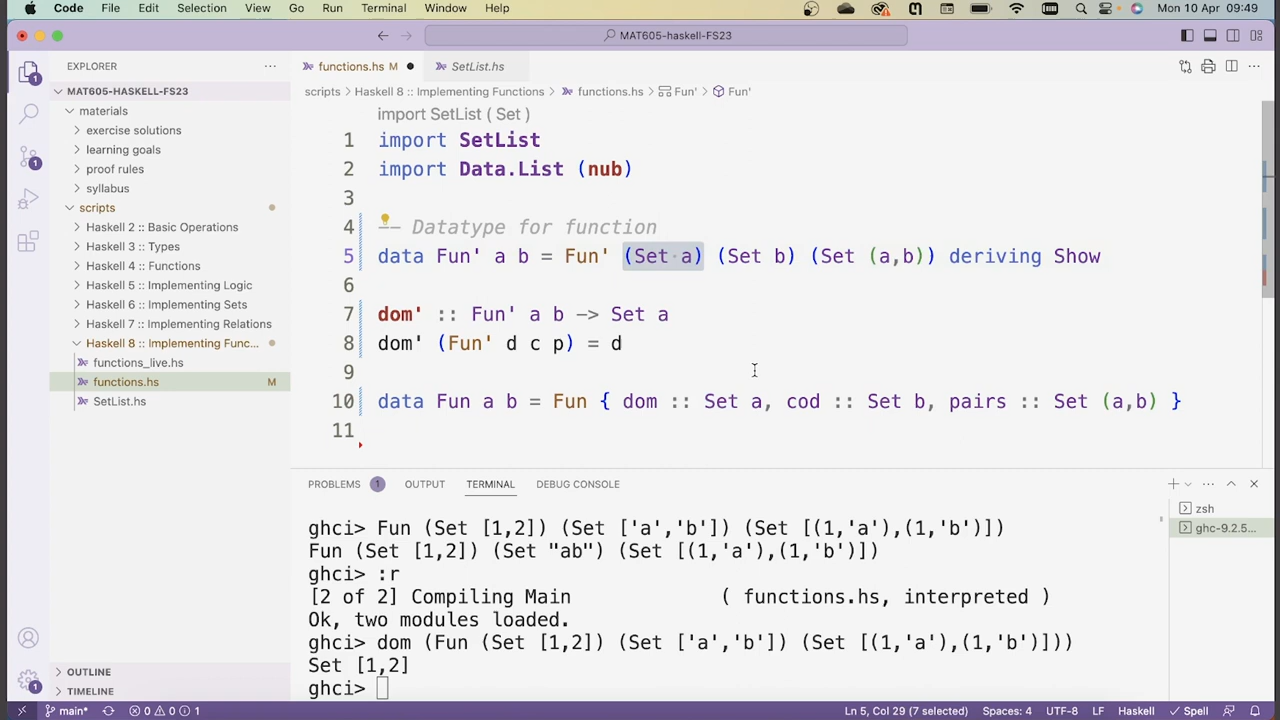 Code File Edit Selection View Go Run Terminal Window Help Mon 10 Apr 09:49
MAT605-haskell-FS23
EXPLORER
functions.hs M
SetList.hs
MAT605-HASKELL-FS23
scripts > Haskell 8 :: Implementing Functions > functions.hs > Fun' > Fun'
materials
exercise solutions
learning goals
proof rules
syllabus
scripts
Haskell 2 :: Basic Operations
Haskell 3 :: Types
Haskell 4 :: Functions
Haskell 5 :: Implementing Logic
Haskell 6 :: Implementing Sets
Haskell 7 :: Implementing Relations
Haskell 8 :: Implementing Func...
functions_live.hs
functions.hs M
SetList.hs
OUTLINE
TIMELINE
import SetList ( Set )
1 import SetList
2 import Data.List (nub)
3
4 -- Datatype for function
5 data Fun' a b = Fun' (Set a) (Set b) (Set (a,b)) deriving Show
6
7 dom' :: Fun' a b -> Set a
8 dom' (Fun' d c p) = d
9
10 data Fun a b = Fun { dom :: Set a, cod :: Set b, pairs :: Set (a,b) }
11
PROBLEMS 1 OUTPUT TERMINAL DEBUG CONSOLE
ghci> Fun (Set [1,2]) (Set ['a','b']) (Set [(1,'a'),(1,'b')])
Fun (Set [1,2]) (Set "ab") (Set [(1,'a'),(1,'b')])
ghci> :r
[2 of 2] Compiling Main ( functions.hs, interpreted )
Ok, two modules loaded.
ghci> dom (Fun (Set [1,2]) (Set ['a','b']) (Set [(1,'a'),(1,'b')]))
Set [1,2]
ghci>
zsh
ghc-9.2.5...
main* 0 0 1 Ln 5, Col 29 (7 selected) Spaces: 4 UTF-8 LF Haskell Spell